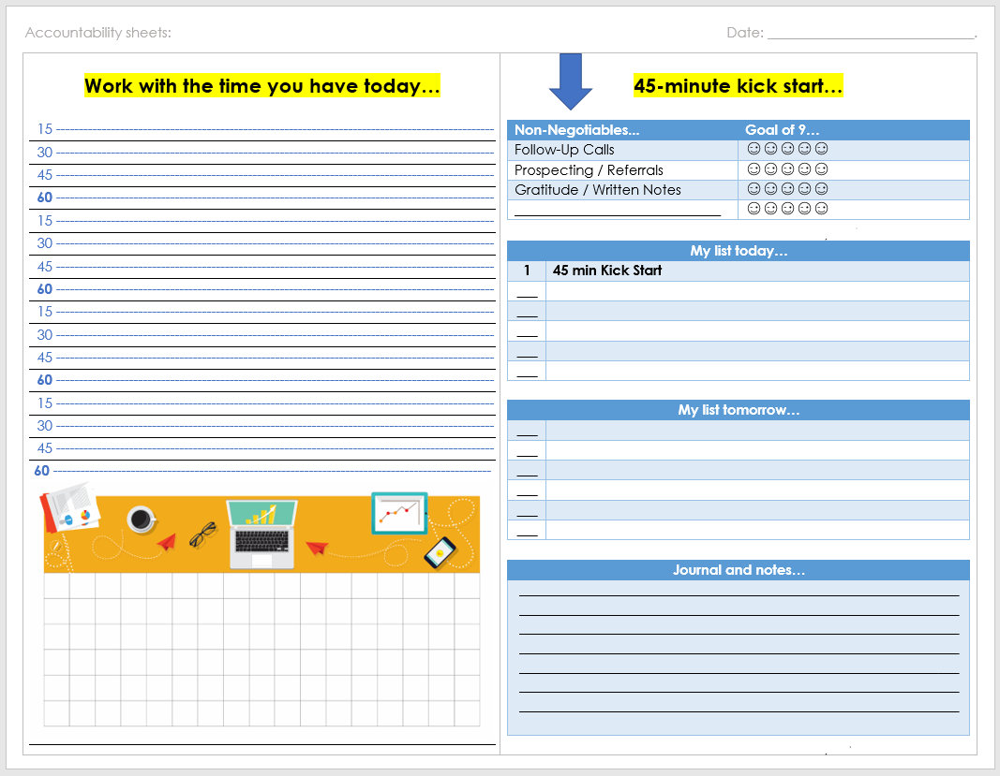 Accountability sheets:
Date: ___________________________.
Work with the time you have today…
15
30
45
60
15
30
45
60
15
30
45
60
15
30
45
60
45-minute kick start…
Non-Negotiables... Goal of 9…
Follow-Up Calls ☺☺☺☺☺
Prospecting / Referrals ☺☺☺☺☺
Gratitude / Written Notes ☺☺☺☺☺
___________________________ ☺☺☺☺☺
My list today…
1 45 min Kick Start
___
___
___
___
___
My list tomorrow…
___
___
___
___
___
___
Journal and notes…